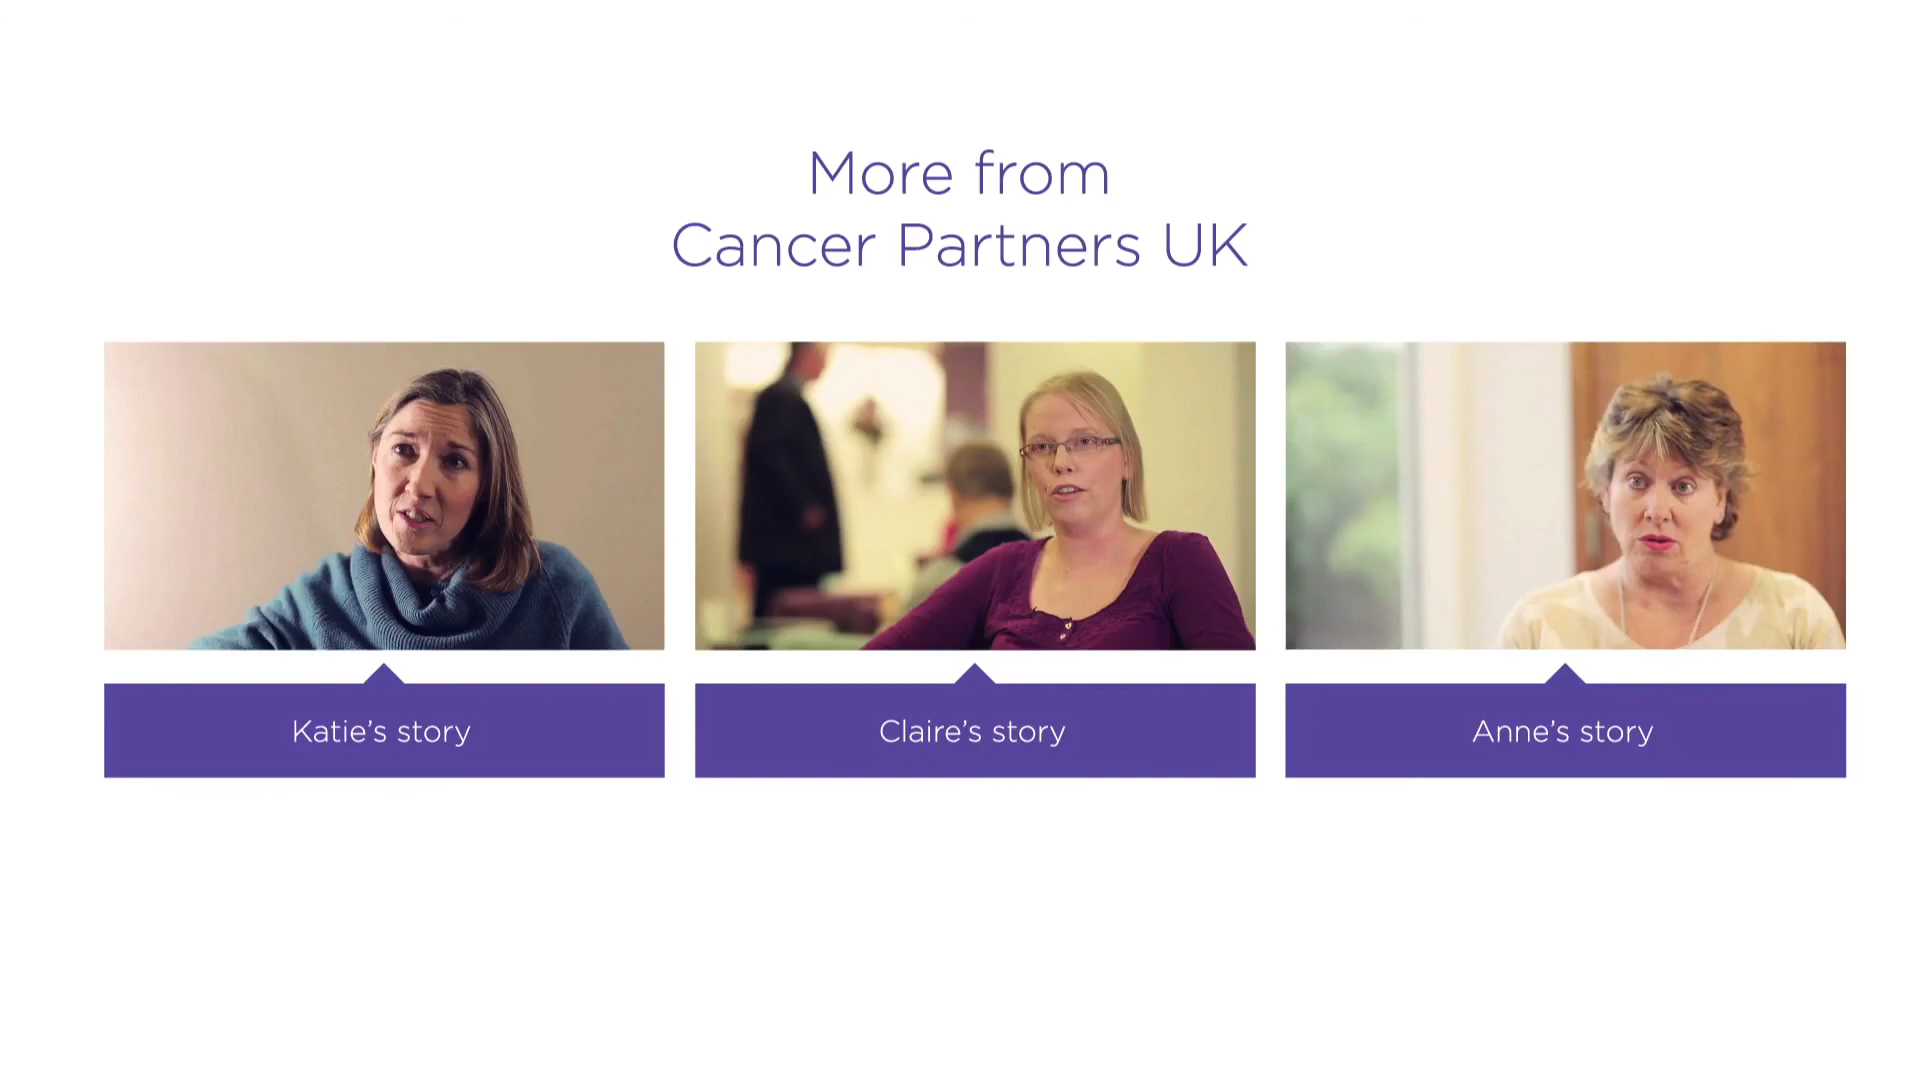 More from
Cancer Partners UK
Katie’s story
Claire’s story
Anne’s story